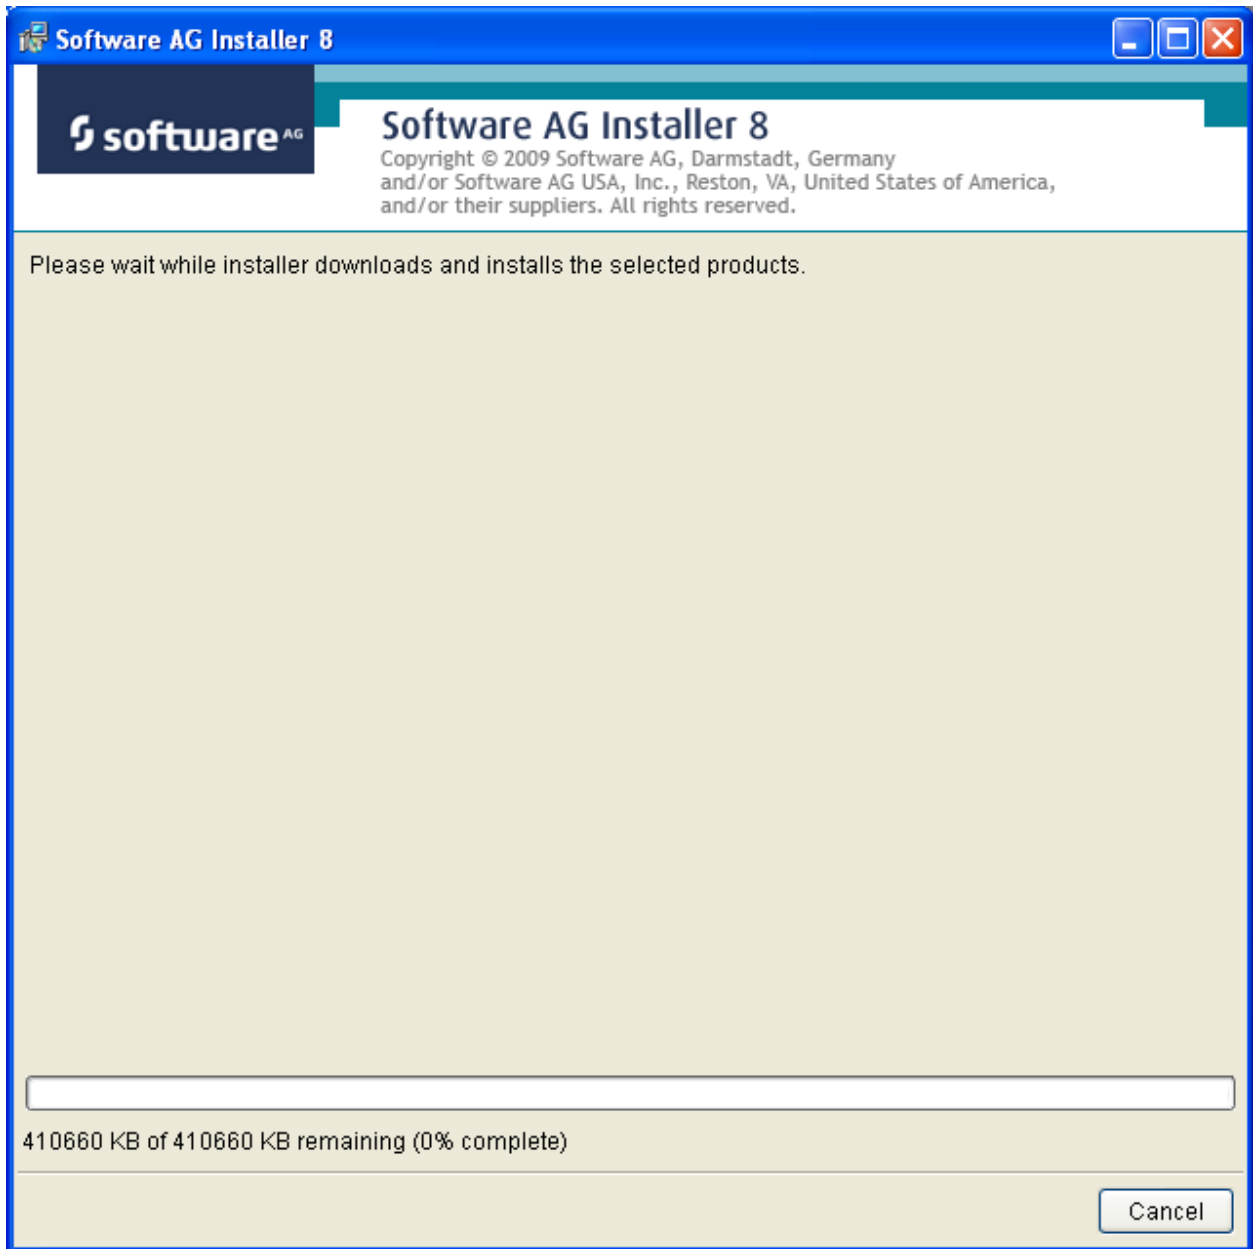 Software AG Installer 8
software AG
Software AG Installer 8
Copyright © 2009 Software AG, Darmstadt, Germany
and/or Software AG USA, Inc., Reston, VA, United States of America,
and/or their suppliers. All rights reserved.
Please wait while installer downloads and installs the selected products.
410660 KB of 410660 KB remaining (0% complete)
Cancel